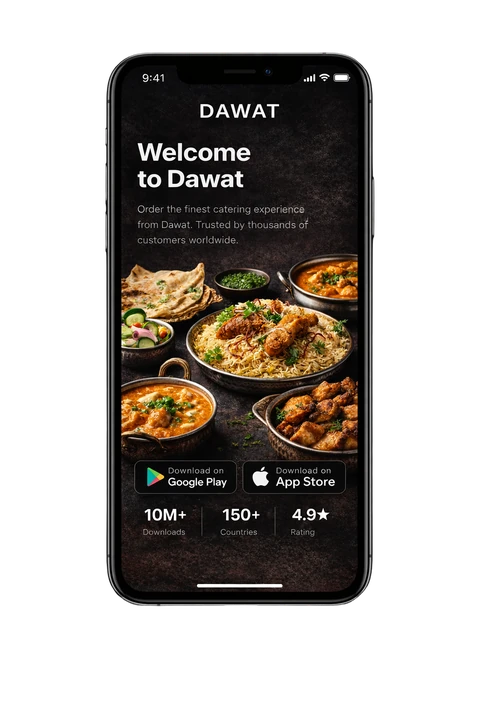 9:41
DAWAT
Welcome
to Dawat
Order the finest catering experience
from Dawat. Trusted by thousands of
customers worldwide.
Download on
Google Play
Download on
App Store
10M+
Downloads
150+
Countries
4.9★
Rating